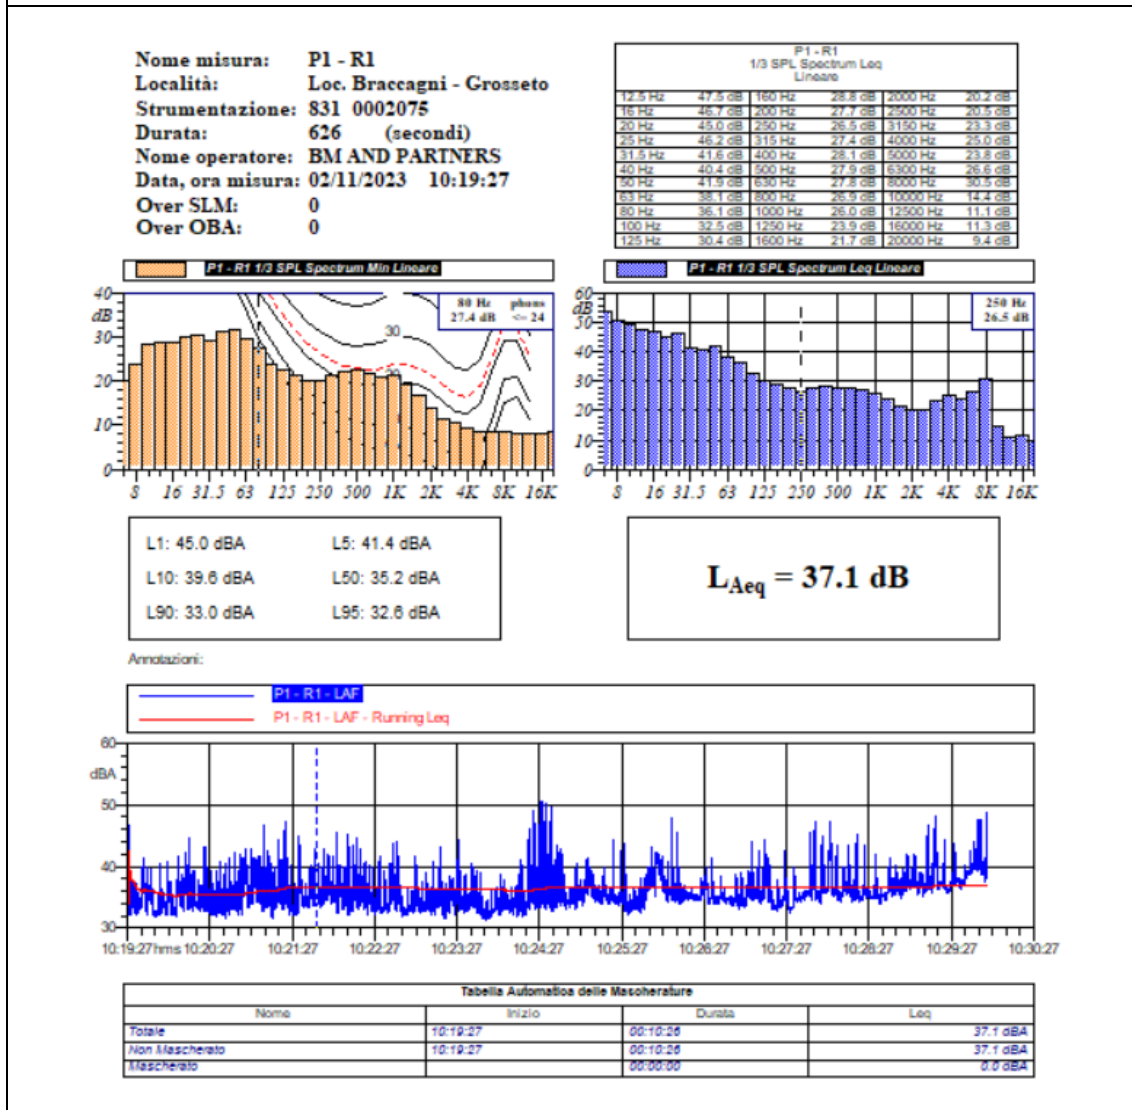 Nome misura: P1 - R1
Località: Loc. Braccagni - Grosseto
Strumentazione: 831 0002075
Durata: 626 (secondi)
Nome operatore: BM AND PARTNERS
Data, ora misura: 02/11/2023 10:19:27
Over SLM: 0
Over OBA: 0
P1 - R1
1/3 SPL Spectrum Leq
Lineare
12.5 Hz 47.5 dB 160 Hz 28.8 dB 2000 Hz 20.2 dB
16 Hz 46.7 dB 200 Hz 27.7 dB 2500 Hz 20.5 dB
20 Hz 45.0 dB 250 Hz 26.5 dB 3150 Hz 23.3 dB
25 Hz 46.2 dB 315 Hz 27.4 dB 4000 Hz 25.0 dB
31.5 Hz 41.6 dB 400 Hz 28.1 dB 5000 Hz 23.8 dB
40 Hz 40.4 dB 500 Hz 27.9 dB 6300 Hz 26.6 dB
50 Hz 41.9 dB 630 Hz 27.8 dB 8000 Hz 30.5 dB
63 Hz 38.1 dB 800 Hz 26.9 dB 10000 Hz 14.4 dB
80 Hz 36.1 dB 1000 Hz 26.0 dB 12500 Hz 11.1 dB
100 Hz 32.5 dB 1250 Hz 23.9 dB 16000 Hz 11.3 dB
125 Hz 30.4 dB 1600 Hz 21.7 dB 20000 Hz 9.4 dB
P1 - R1 1/3 SPL Spectrum Min Lineare
40
dB
30
20
10
0
80 Hz phons
27.4 dB <= 24
30
8 16 31.5 63 125 250 500 1K 2K 4K 8K 16K
P1 - R1 1/3 SPL Spectrum Leq Lineare
60
dB
50
40
30
20
10
0
250 Hz
26.5 dB
8 16 31.5 63 125 250 500 1K 2K 4K 8K 16K
L1: 45.0 dBA L5: 41.4 dBA
L10: 39.6 dBA L50: 35.2 dBA
L90: 33.0 dBA L95: 32.6 dBA
LAeq = 37.1 dB
Annotazioni:
P1 - R1 - LAF
P1 - R1 - LAF - Running Leq
60
dBA
50
40
30
10:19:27 hms 10:20:27 10:21:27 10:22:27 10:23:27 10:24:27 10:25:27 10:26:27 10:27:27 10:28:27 10:29:27 10:30:27
Tabella Automatica delle Mascherature
Nome Inizio Durata Leq
Totale 10:19:27 00:10:26 37.1 dBA
Non Mascherato 10:19:27 00:10:26 37.1 dBA
Mascherato 00:00:00 0.0 dBA